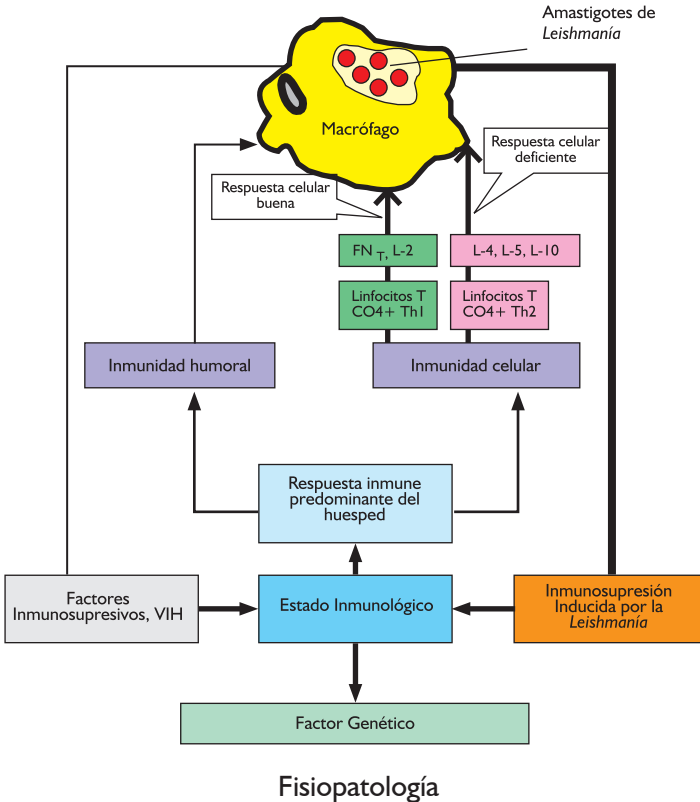 Amastigotes de
Leishmanía
Macrófago
Respuesta celular
deficiente
Respuesta celular
buena
FN T, L-2
L-4, L-5, L-10
Linfocitos T
CO4+ Th1
Linfocitos T
CO4+ Th2
Inmunidad humoral
Inmunidad celular
Respuesta inmune
predominante del
huesped
Factores
Inmunosupresivos, VIH
Estado Inmunológico
Inmunosupresión
Inducida por la
Leishmanía
Factor Genético
Fisiopatología